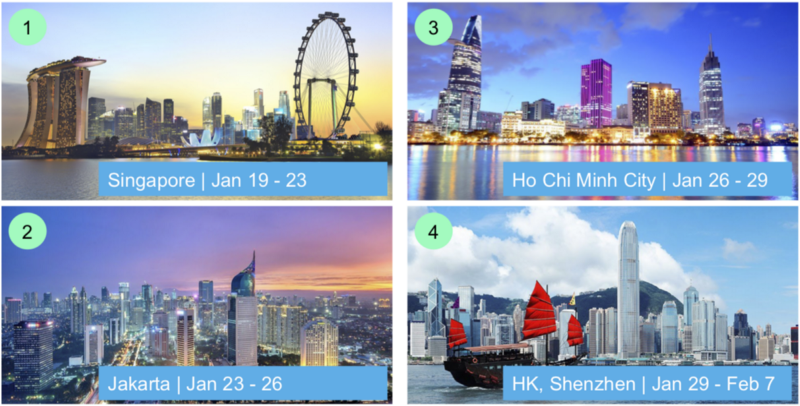 1
Singapore | Jan 19 - 23
2
Jakarta | Jan 23 - 26
3
Ho Chi Minh City | Jan 26 - 29
4
HK, Shenzhen | Jan 29 - Feb 7